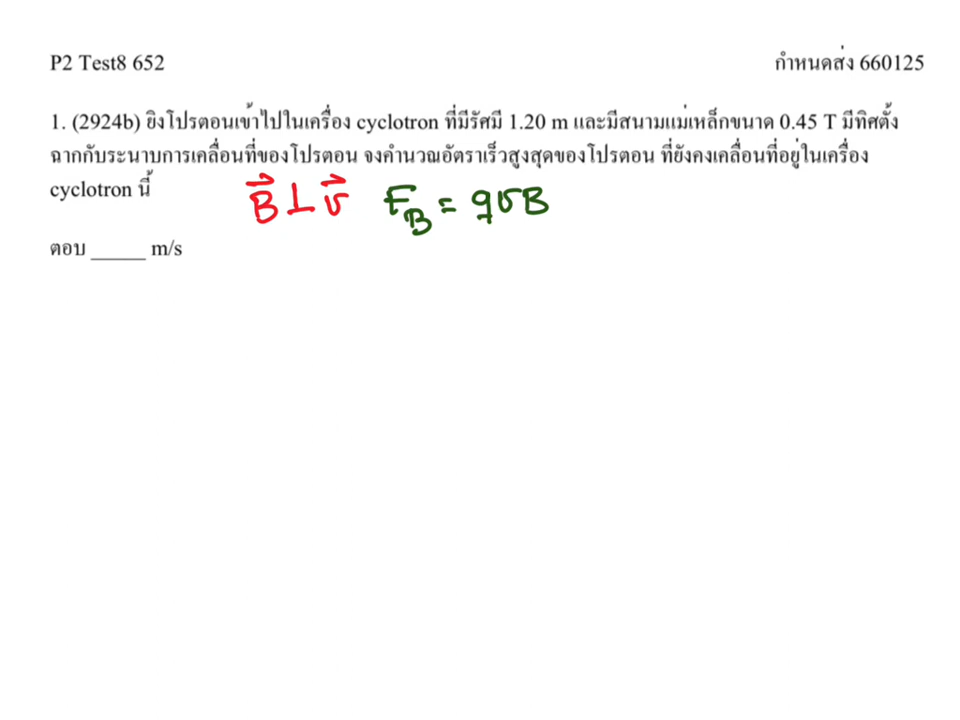 P2 Test8 652 กำหนดส่ง 660125
1. (2924b) ยิงโปรตอนเข้าไปในเครื่อง cyclotron ที่มีรัศมี 1.20 m และมีสนามแม่เหล็กขนาด 0.45 T มีทิศตั้ง
ฉากกับระนาบการเคลื่อนที่ของโปรตอน จงคำนวณอัตราเร็วสูงสุดของโปรตอน ที่ยังคงเคลื่อนที่อยู่ในเครื่อง
cyclotron นี้
B⃗ ⊥ v⃗ F_B = qvB
ตอบ _____ m/s